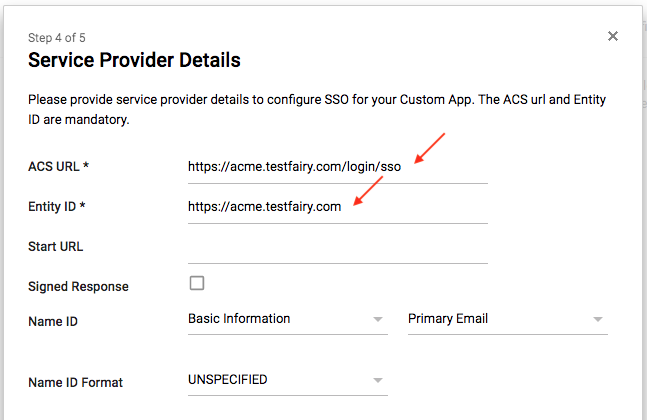 Step 4 of 5
Service Provider Details
Please provide service provider details to configure SSO for your Custom App. The ACS url and Entity
ID are mandatory.
ACS URL * https://acme.testfairy.com/login/sso
Entity ID * https://acme.testfairy.com
Start URL
Signed Response
Name ID Basic Information Primary Email
Name ID Format UNSPECIFIED